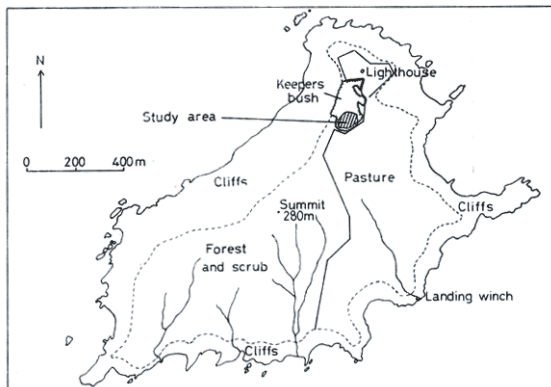 N
Lighthouse
Keepers
bush
Study area
0 200 400m
Cliffs
Pasture
Summit
280m
Cliffs
Forest
and scrub
Landing winch
Cliffs